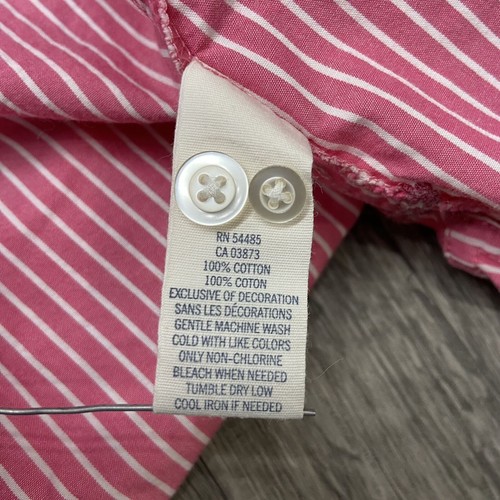 RN 54485
CA 03873
100% COTTON
100% COTON
EXCLUSIVE OF DECORATION
SANS LES DÉCORATIONS
GENTLE MACHINE WASH
COLD WITH LIKE COLORS
ONLY NON-CHLORINE
BLEACH WHEN NEEDED
TUMBLE DRY LOW
COOL IRON IF NEEDED